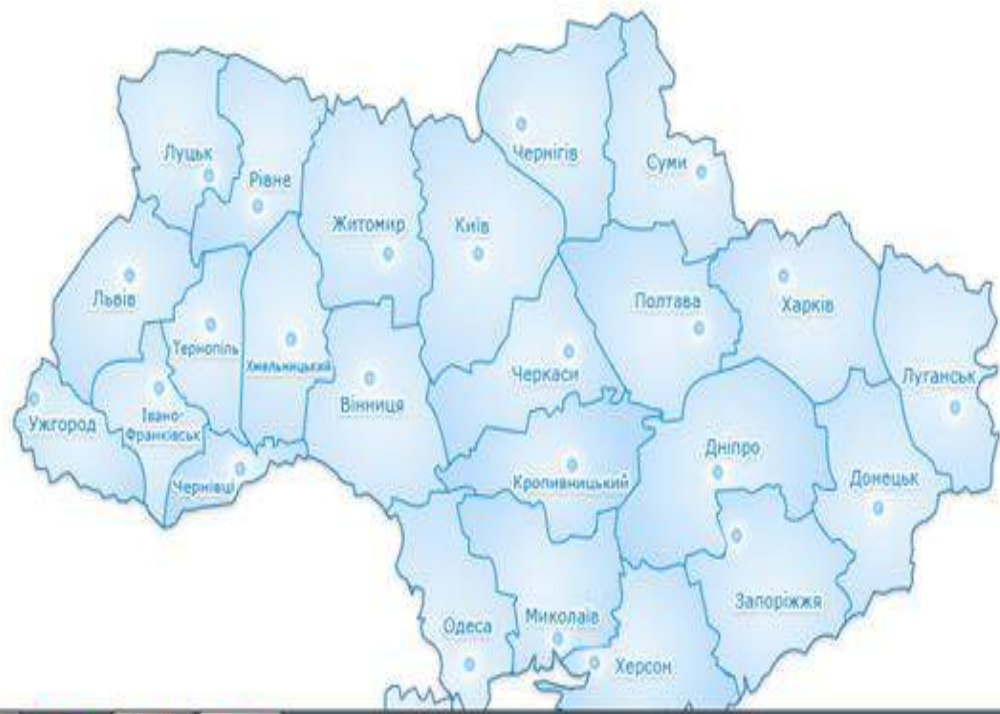 Чернігів
Луцьк
Суми
Рівне
Житомир
Київ
Львів
Полтава
Харків
Тернопіль
Хмельницький
Черкаси
Луганськ
Вінниця
Івано-
Франківськ
Ужгород
Дніпро
Чернівці
Кропивницький
Донецьк
Запоріжжя
Миколаїв
Одеса
Херсон